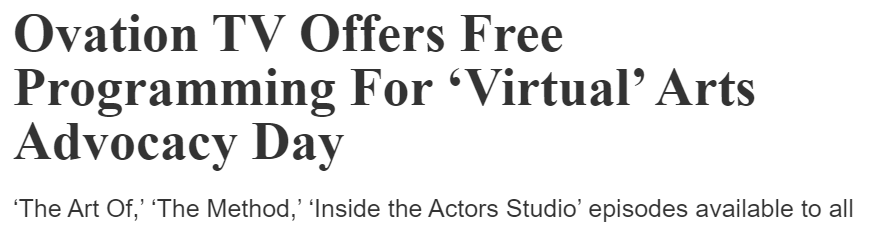 Ovation TV Offers Free
Programming For ‘Virtual’ Arts
Advocacy Day
‘The Art Of,’ ‘The Method,’ ‘Inside the Actors Studio’ episodes available to all